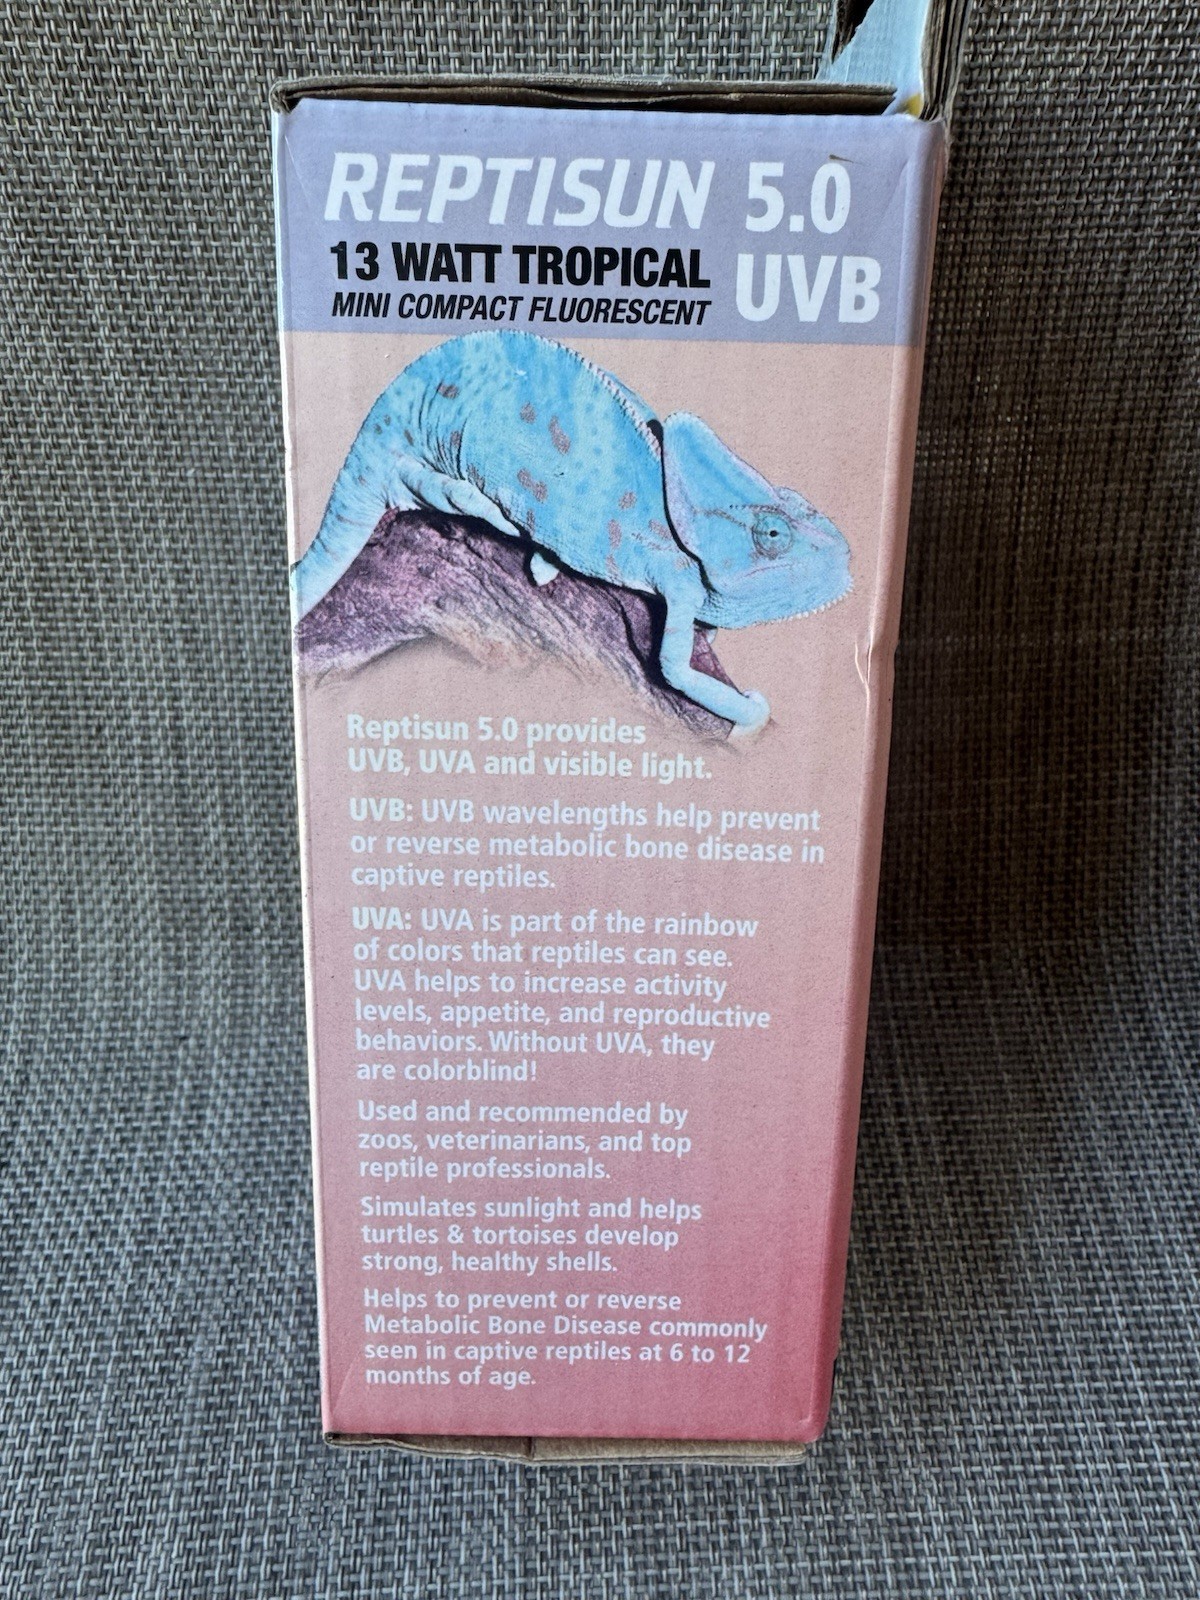 REPTISUN 5.0
13 WATT TROPICAL UVB
MINI COMPACT FLUORESCENT
Reptisun 5.0 provides
UVB, UVA and visible light.
UVB: UVB wavelengths help prevent
or reverse metabolic bone disease in
captive reptiles.
UVA: UVA is part of the rainbow
of colors that reptiles can see.
UVA helps to increase activity
levels, appetite, and reproductive
behaviors. Without UVA, they
are colorblind!
Used and recommended by
zoos, veterinarians, and top
reptile professionals.
Simulates sunlight and helps
turtles & tortoises develop
strong, healthy shells.
Helps to prevent or reverse
Metabolic Bone Disease commonly
seen in captive reptiles at 6 to 12
months of age.